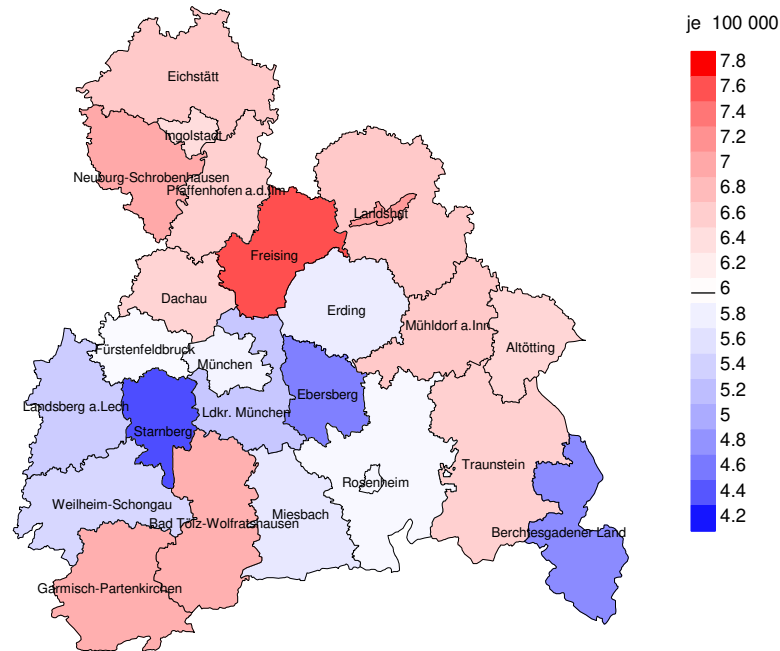 je 100 000
7.8
7.6
7.4
7.2
7
6.8
6.6
6.4
6.2
6
5.8
5.6
5.4
5.2
5
4.8
4.6
4.4
4.2
Eichstätt
Ingolstadt
Neuburg-Schrobenhausen
Pfaffenhofen a.d.Ilm
Landshut
Freising
Dachau
Erding
Mühldorf a.Inn
Altötting
Fürstenfeldbruck
München
Landsberg a.Lech
Ldkr. München
Ebersberg
Starnberg
Traunstein
Rosenheim
Weilheim-Schongau
Miesbach
Bad Tölz-Wolfratshausen
Berchtesgadener Land
Garmisch-Partenkirchen